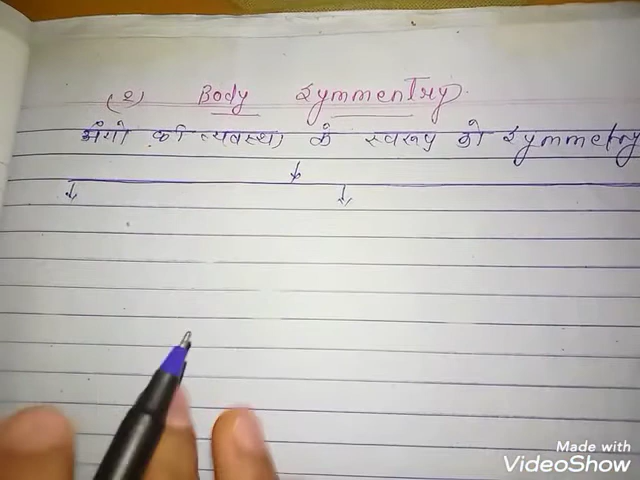 (2) Body Symmentry
अंगो की व्यवस्था के स्वरूप को Symmetry
Made with
VideoShow